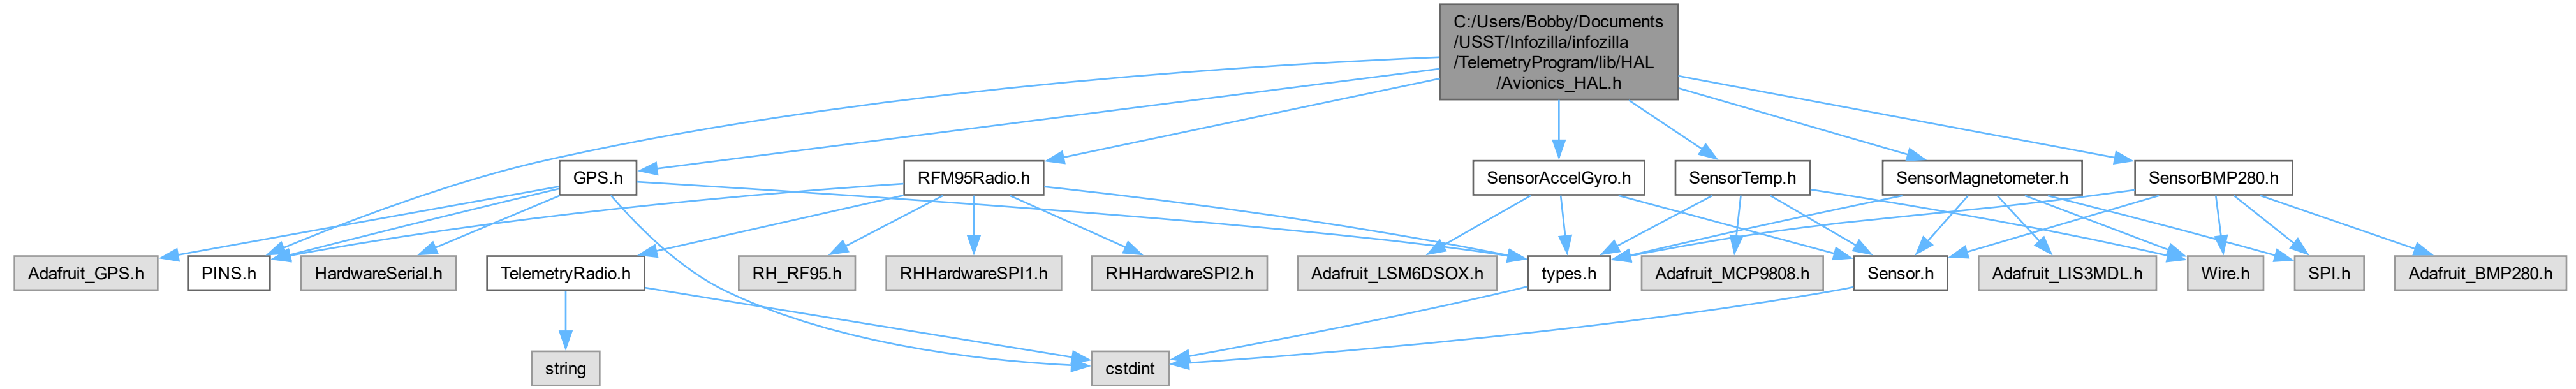 C:/Users/Bobby/Documents
/USST/Infozilla/infozilla
/TelemetryProgram/lib/HAL
/Avionics_HAL.h
GPS.h
RFM95Radio.h
SensorAccelGyro.h
SensorTemp.h
SensorMagnetometer.h
SensorBMP280.h
Adafruit_GPS.h
PINS.h
HardwareSerial.h
TelemetryRadio.h
RH_RF95.h
RHHardwareSPI1.h
RHHardwareSPI2.h
Adafruit_LSM6DSOX.h
types.h
Adafruit_MCP9808.h
Sensor.h
Adafruit_LIS3MDL.h
Wire.h
SPI.h
Adafruit_BMP280.h
string
cstdint